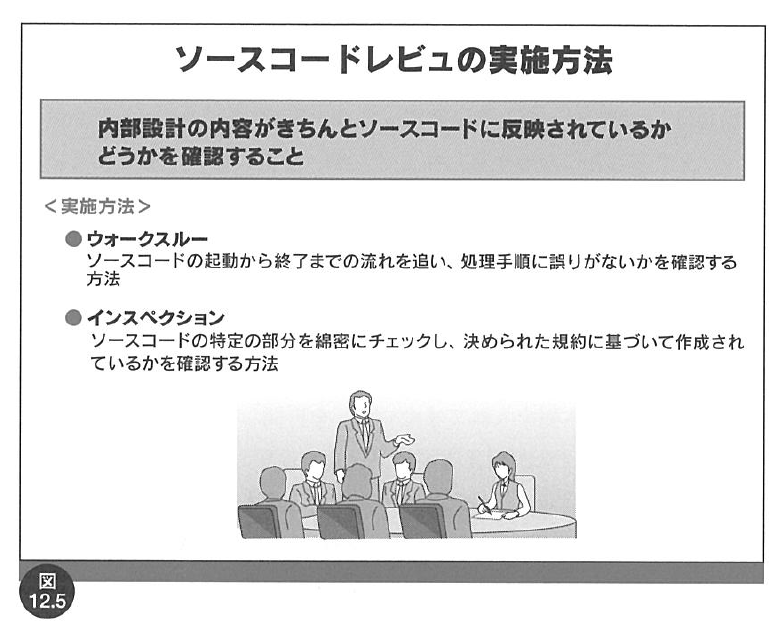 ソースコードレビュの実施方法
内部設計の内容がきちんとソースコードに反映されているか
どうかを確認すること
＜実施方法＞
●ウォークスルー
ソースコードの起動から終了までの流れを追い、処理手順に誤りがないかを確認する
方法
●インスペクション
ソースコードの特定の部分を綿密にチェックし、決められた規約に基づいて作成され
ているかを確認する方法
図
12.5